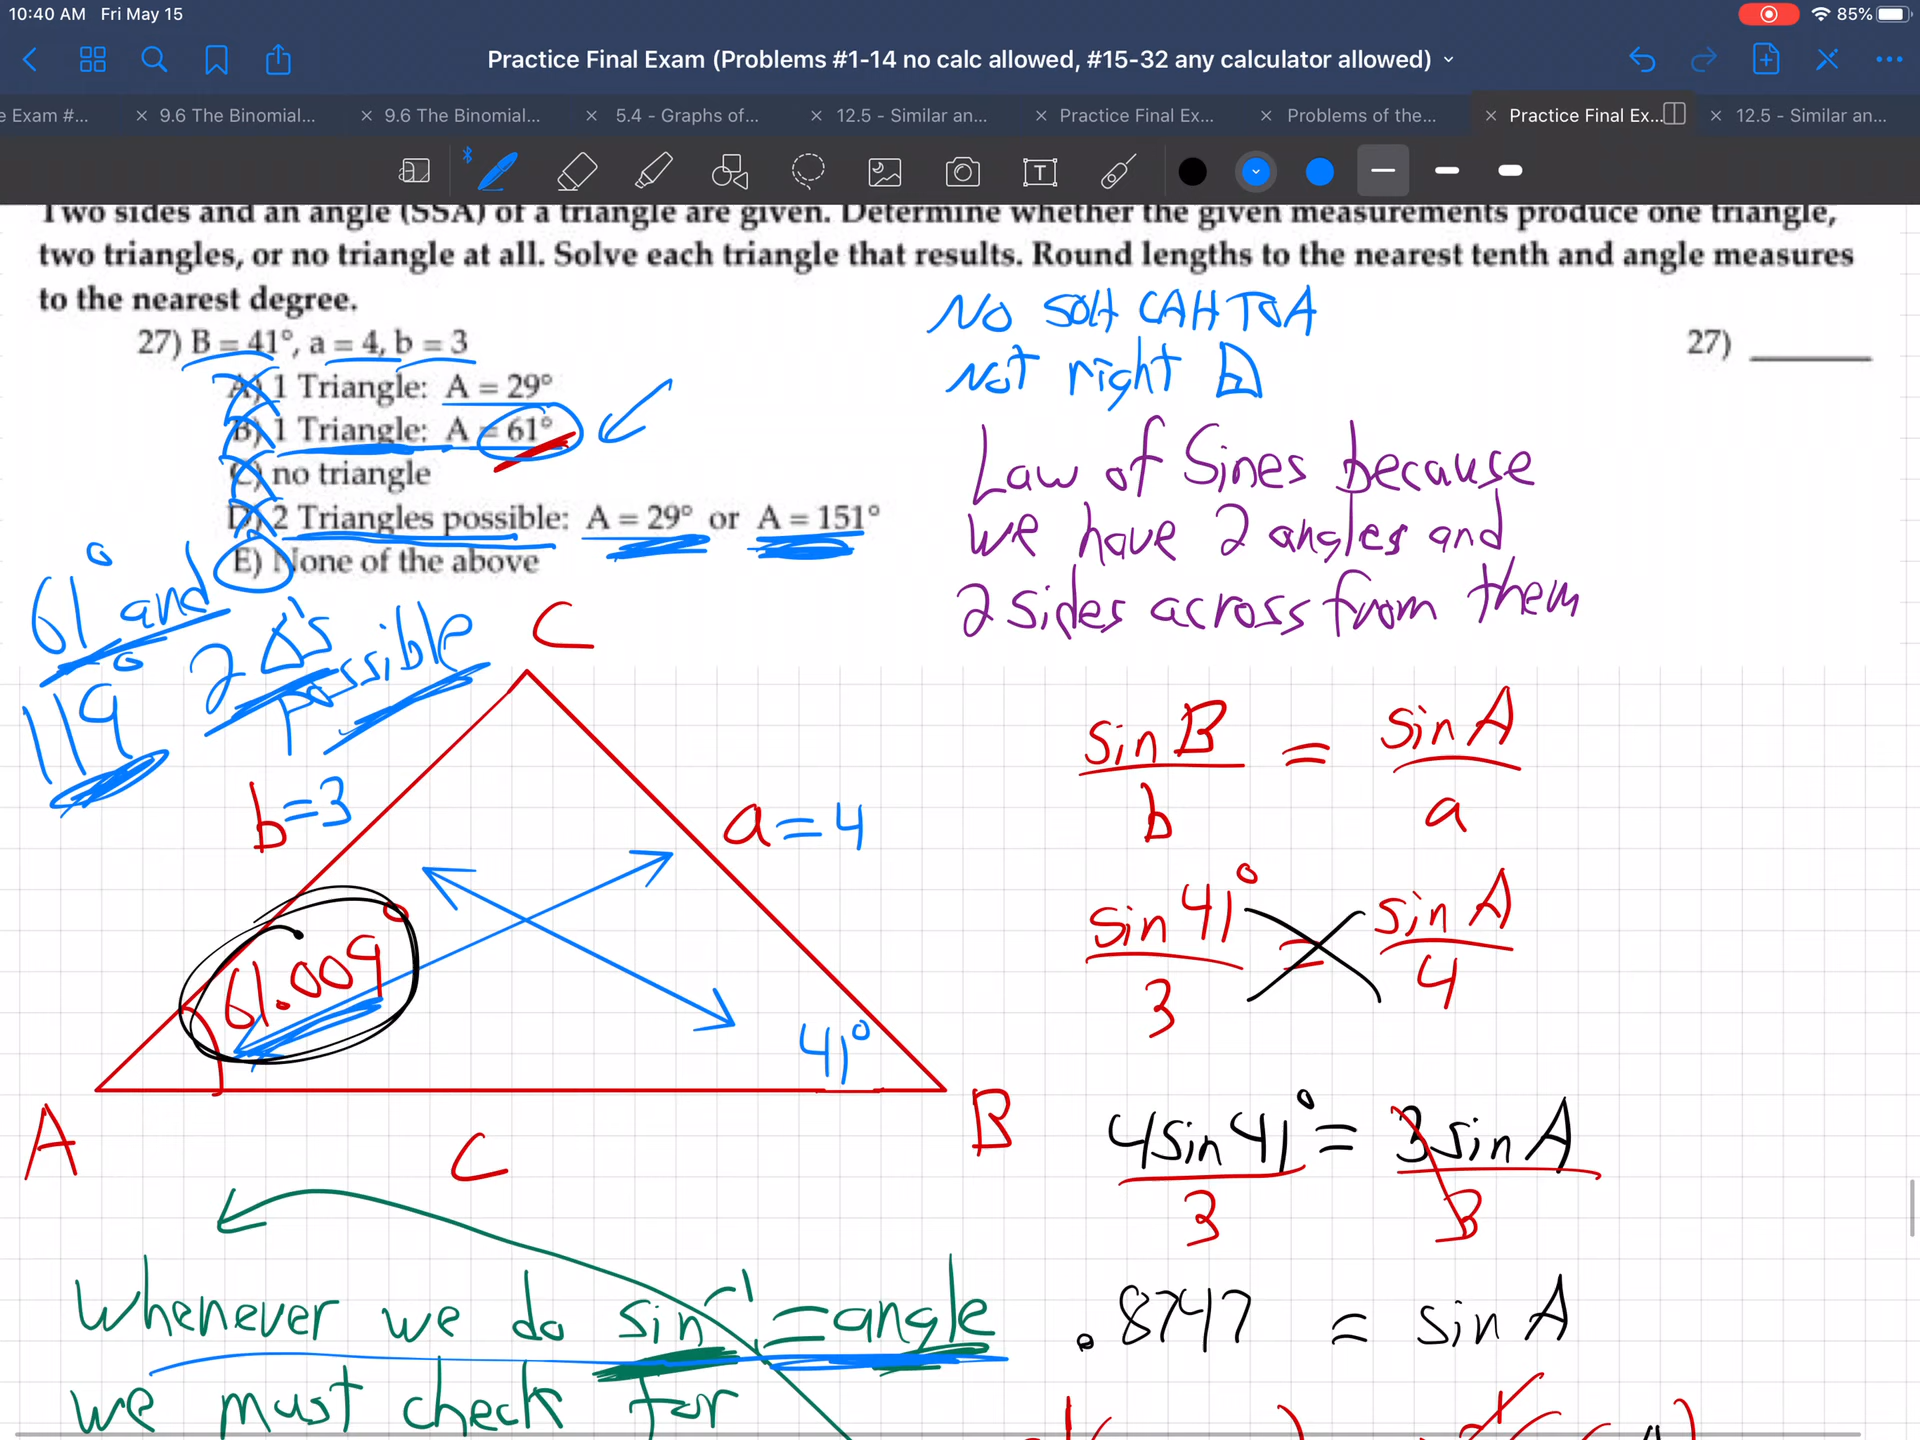 10:40 AM Fri May 15
85%
Practice Final Exam (Problems #1-14 no calc allowed, #15-32 any calculator allowed)
e Exam #...
9.6 The Binomial...
9.6 The Binomial...
5.4 - Graphs of...
12.5 - Similar an...
Practice Final Ex...
Problems of the...
Practice Final Ex...
12.5 - Similar an...
Two sides and an angle (SSA) of a triangle are given. Determine whether the given measurements produce one triangle,
two triangles, or no triangle at all. Solve each triangle that results. Round lengths to the nearest tenth and angle measures
to the nearest degree.
27) B = 41°, a = 4, b = 3
27)
A) 1 Triangle: A = 29°
B) 1 Triangle: A = 61°
C) no triangle
D) 2 Triangles possible: A = 29° or A = 151°
E) None of the above
No SOH CAH TOA
Not right
Law of Sines because
we have 2 angles and
2 sides across from them
61° and
119°
2 Δ's
possible
C
b=3
a=4
61.009°
41°
A
C
B
sin B / b = sin A / a
sin 41° / 3 = sin A / 4
4 sin 41° / 3 = 3 sin A / 3
.8747 = sin A
Whenever we do sin⁻¹ = angle
we must check for